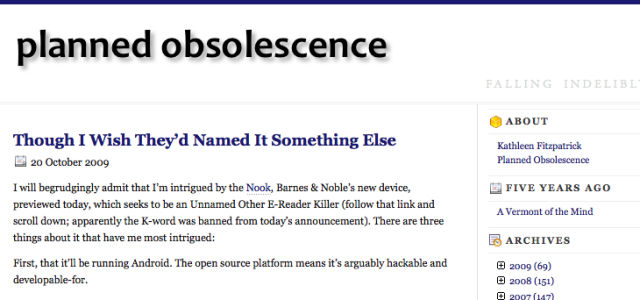 planned obsolescence
FALLING INDELIBL
Though I Wish They'd Named It Something Else
20 October 2009
I will begrudgingly admit that I'm intrigued by the Nook, Barnes & Noble's new device,
previewed today, which seems to be an Unnamed Other E-Reader Killer (follow that link and
scroll down; apparently the K-word was banned from today's announcement). There are three
things about it that have me most intrigued:
First, that it'll be running Android. The open source platform means it's arguably hackable and
developable-for.
ABOUT
Kathleen Fitzpatrick
Planned Obsolescence
FIVE YEARS AGO
A Vermont of the Mind
ARCHIVES
2009 (69)
2008 (151)
2007 (147)